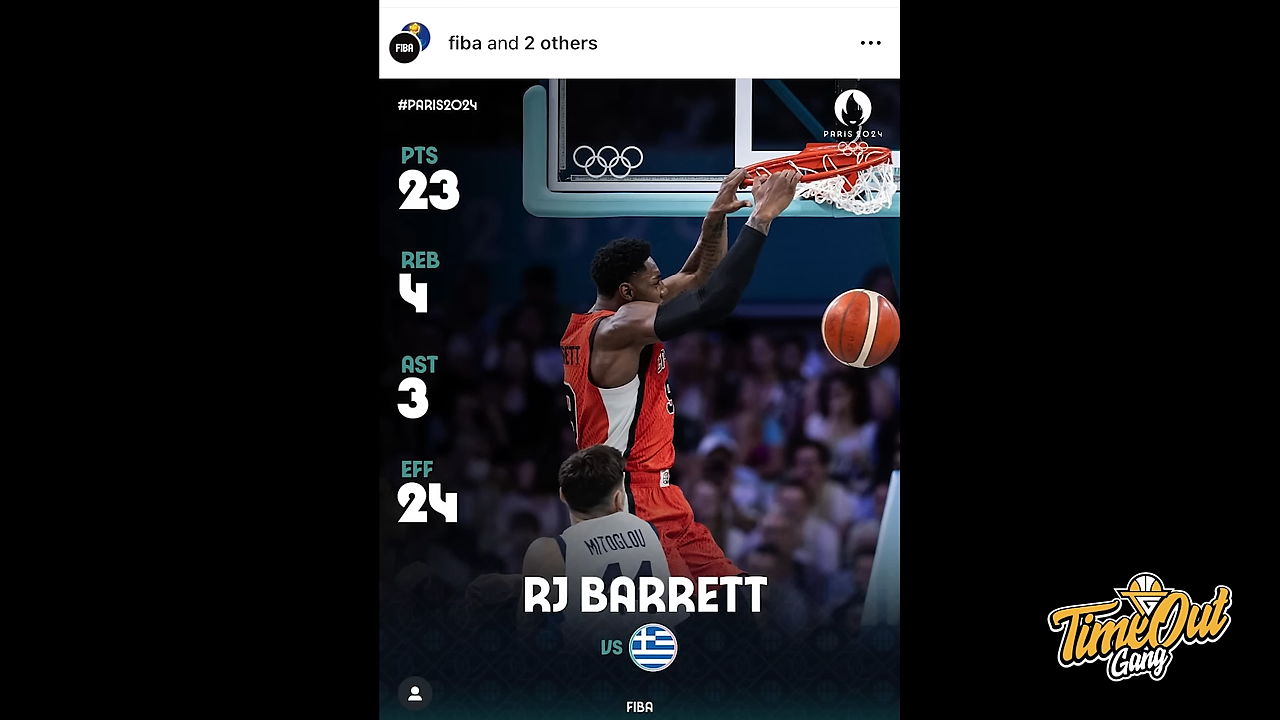 FIBA
fiba and 2 others
#PARIS2024
PARIS 2024
PTS
23
REB
4
AST
3
EFF
24
MITOGLOU
44
RJ BARRETT
VS
FIBA
TimeOut
Gang